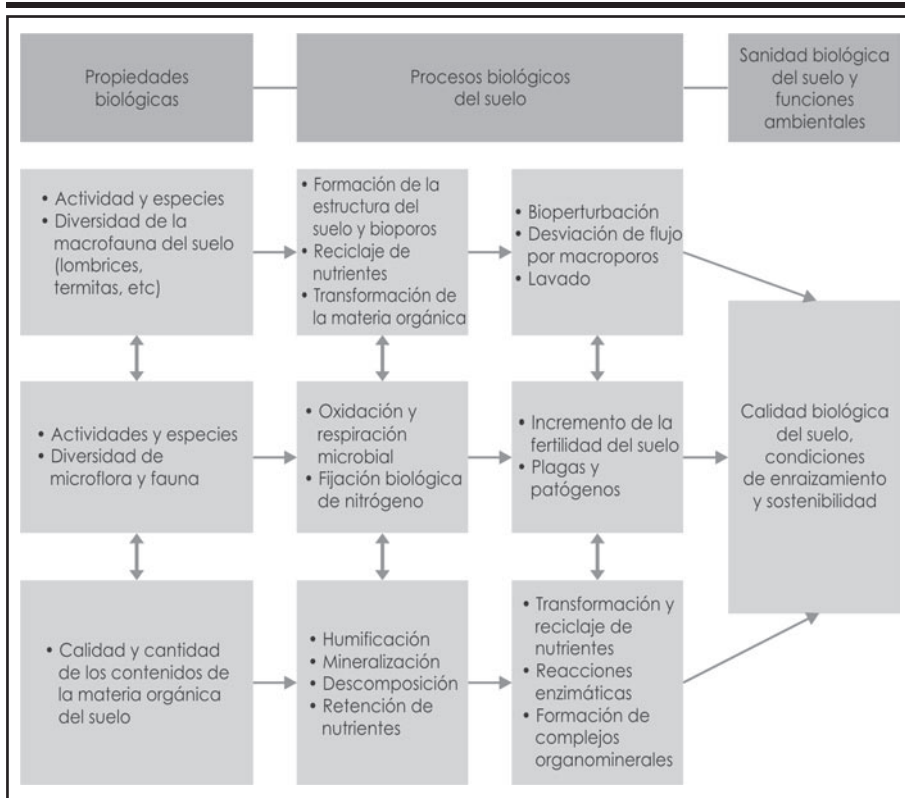 Propiedades
biológicas
Procesos biológicos
del suelo
Sanidad biológica
del suelo y
funciones
ambientales
• Actividad y especies
• Diversidad de la
macrofauna del suelo
(lombrices,
termitas, etc)
• Formación de la
estructura del
suelo y bioporos
• Reciclaje de
nutrientes
• Transformación de
la materia orgánica
• Bioperturbación
• Desviación de flujo
por macroporos
• Lavado
• Actividades y especies
• Diversidad de
microflora y fauna
• Oxidación y
respiración
microbial
• Fijación biológica
de nitrógeno
• Incremento de la
fertilidad del suelo
• Plagas y
patógenos
Calidad biológica
del suelo,
condiciones
de enraizamiento
y sostenibilidad
• Calidad y cantidad
de los contenidos de
la materia orgánica
del suelo
• Humificación
• Mineralización
• Descomposición
• Retención de
nutrientes
• Transformación y
reciclaje de
nutrientes
• Reacciones
enzimáticas
• Formación de
complejos
organominerales